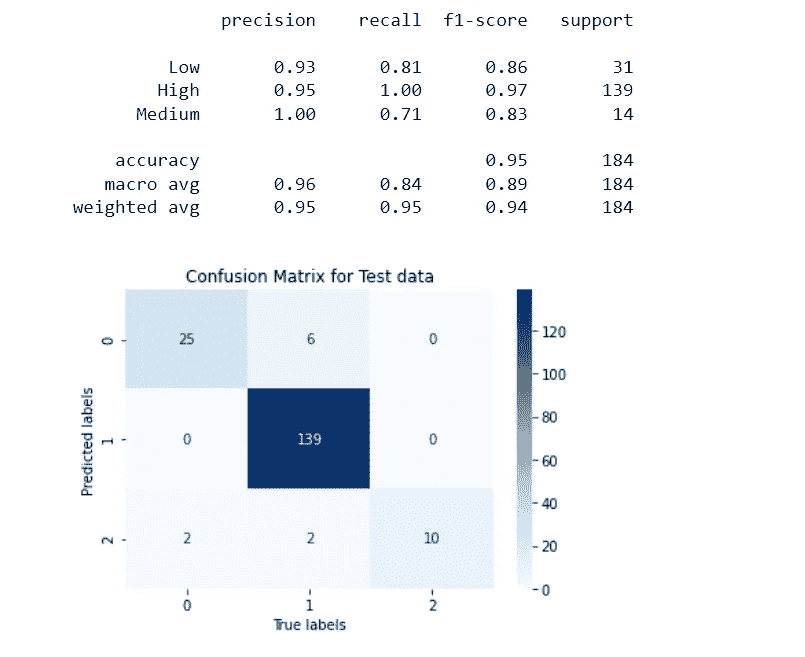 precision recall f1-score support
Low 0.93 0.81 0.86 31
High 0.95 1.00 0.97 139
Medium 1.00 0.71 0.83 14
accuracy 0.95 184
macro avg 0.96 0.84 0.89 184
weighted avg 0.95 0.95 0.94 184
Confusion Matrix for Test data
0 25 6 0
1 0 139 0
2 2 2 10
0 1 2
Predicted labels
True labels
120
100
80
60
40
20
0